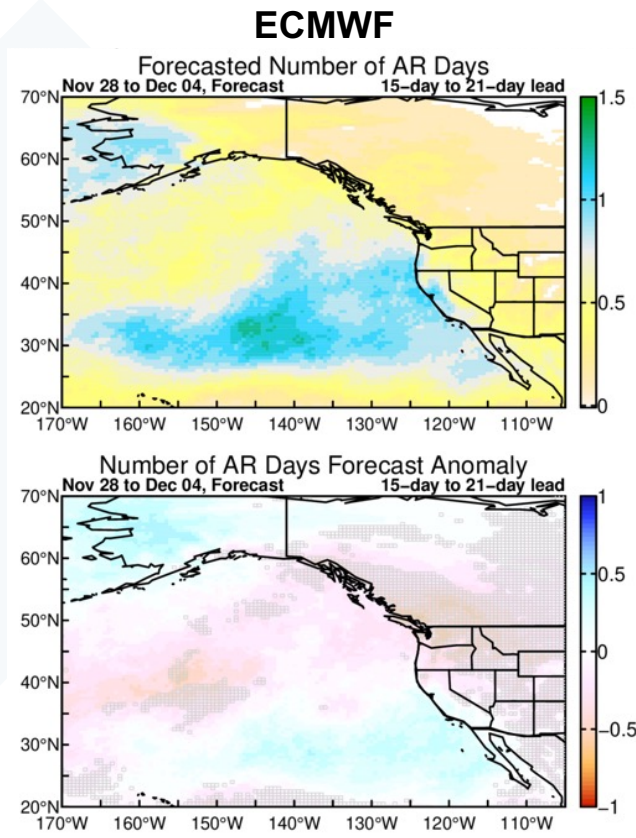 ECMWF
Forecasted Number of AR Days
Nov 28 to Dec 04, Forecast 15−day to 21−day lead
70°N
60°N
50°N
40°N
30°N
20°N
170°W 160°W 150°W 140°W 130°W 120°W 110°W
1.5
1
0.5
0
Number of AR Days Forecast Anomaly
Nov 28 to Dec 04, Forecast 15−day to 21−day lead
70°N
60°N
50°N
40°N
30°N
20°N
170°W 160°W 150°W 140°W 130°W 120°W 110°W
1
0.5
0
−0.5
−1